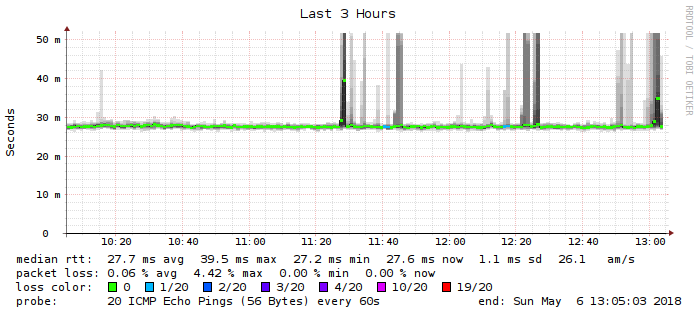 Last 3 Hours
RRDTOOL / TOBI OETIKER
Seconds
50 m
40 m
30 m
20 m
10 m
0
10:20 10:40 11:00 11:20 11:40 12:00 12:20 12:40 13:00
median rtt: 27.7 ms avg 39.5 ms max 27.2 ms min 27.6 ms now 1.1 ms sd 26.1 am/s
packet loss: 0.06 % avg 4.42 % max 0.00 % min 0.00 % now
loss color: 0 1/20 2/20 3/20 4/20 10/20 19/20
probe: 20 ICMP Echo Pings (56 Bytes) every 60s end: Sun May 6 13:05:03 2018